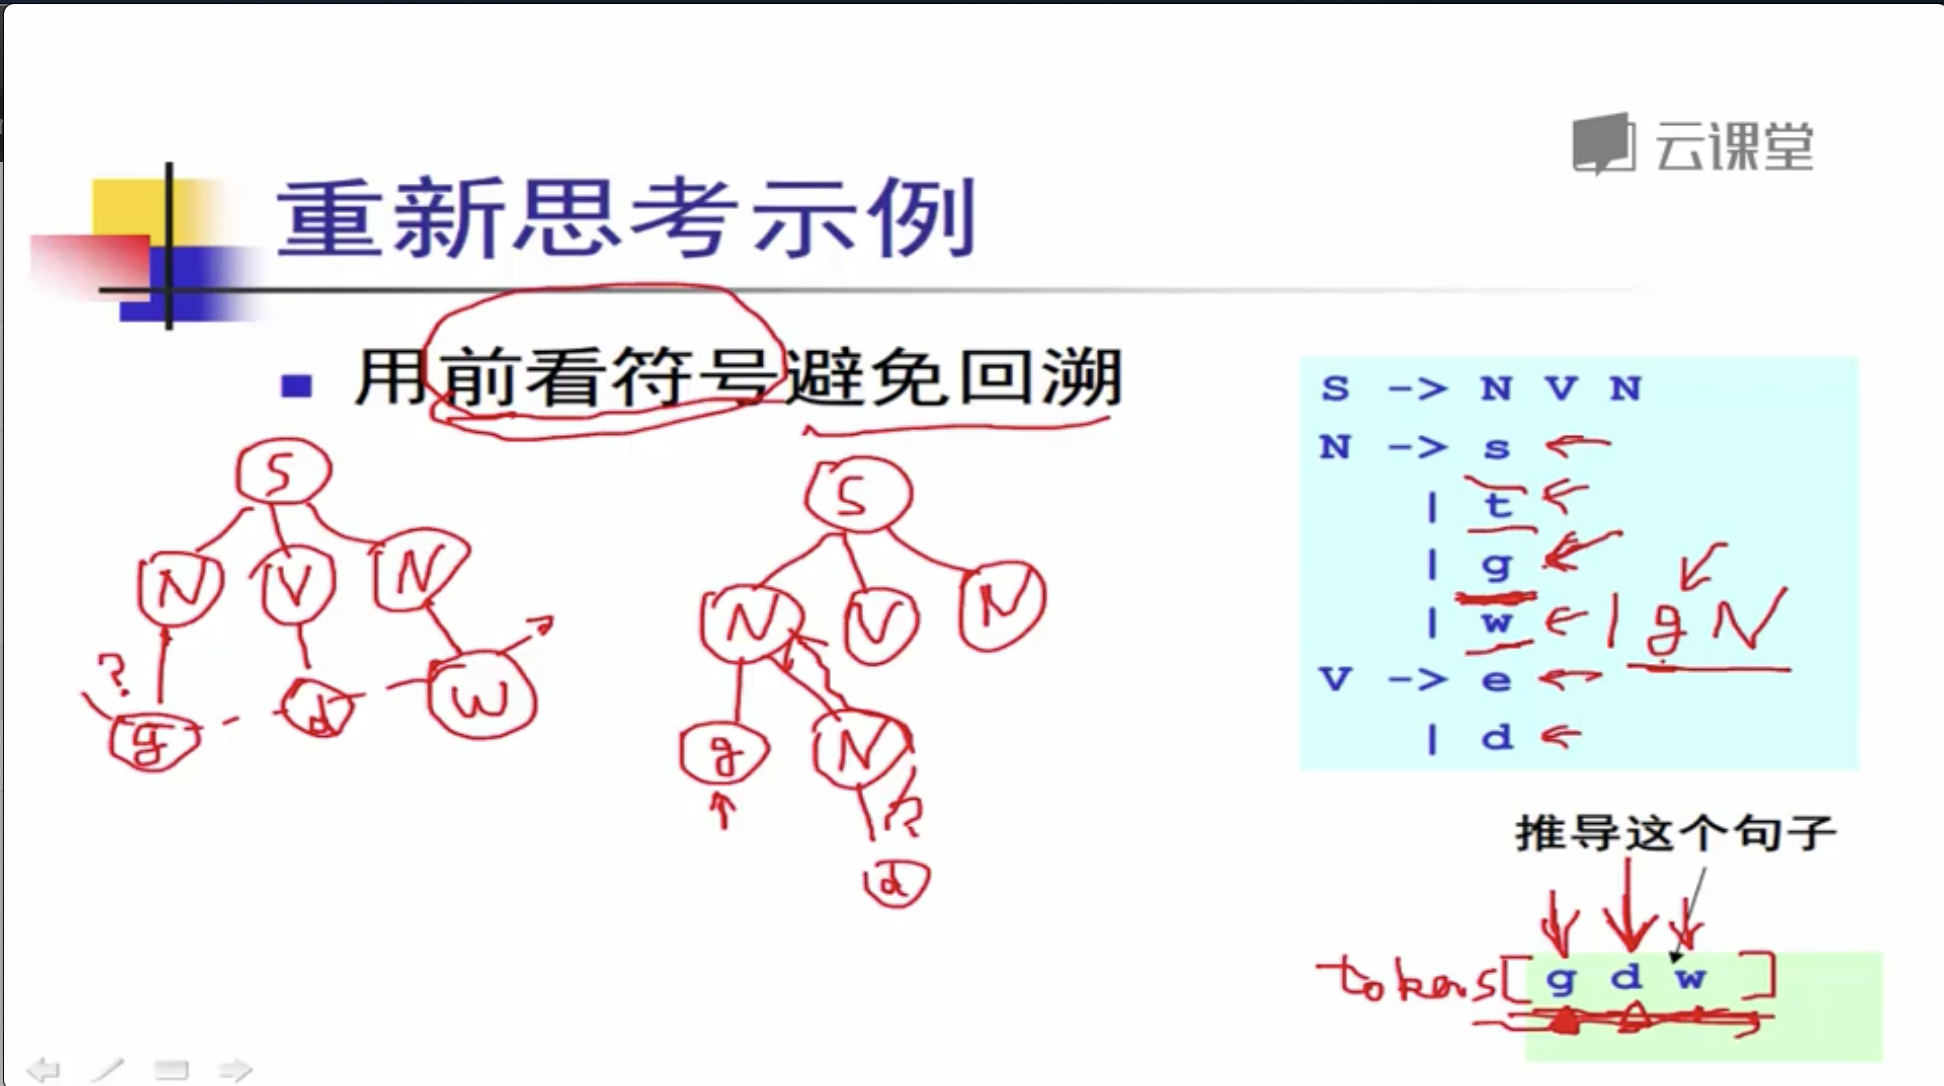 云课堂
重新思考示例
用前看符号避免回溯
S -> N V N
N -> s
| t
| g
| w | g N
V -> e
| d
S
N V N
?
g d w
S
N V N
g N
?
d
推导这个句子
tokens[ g d w ]